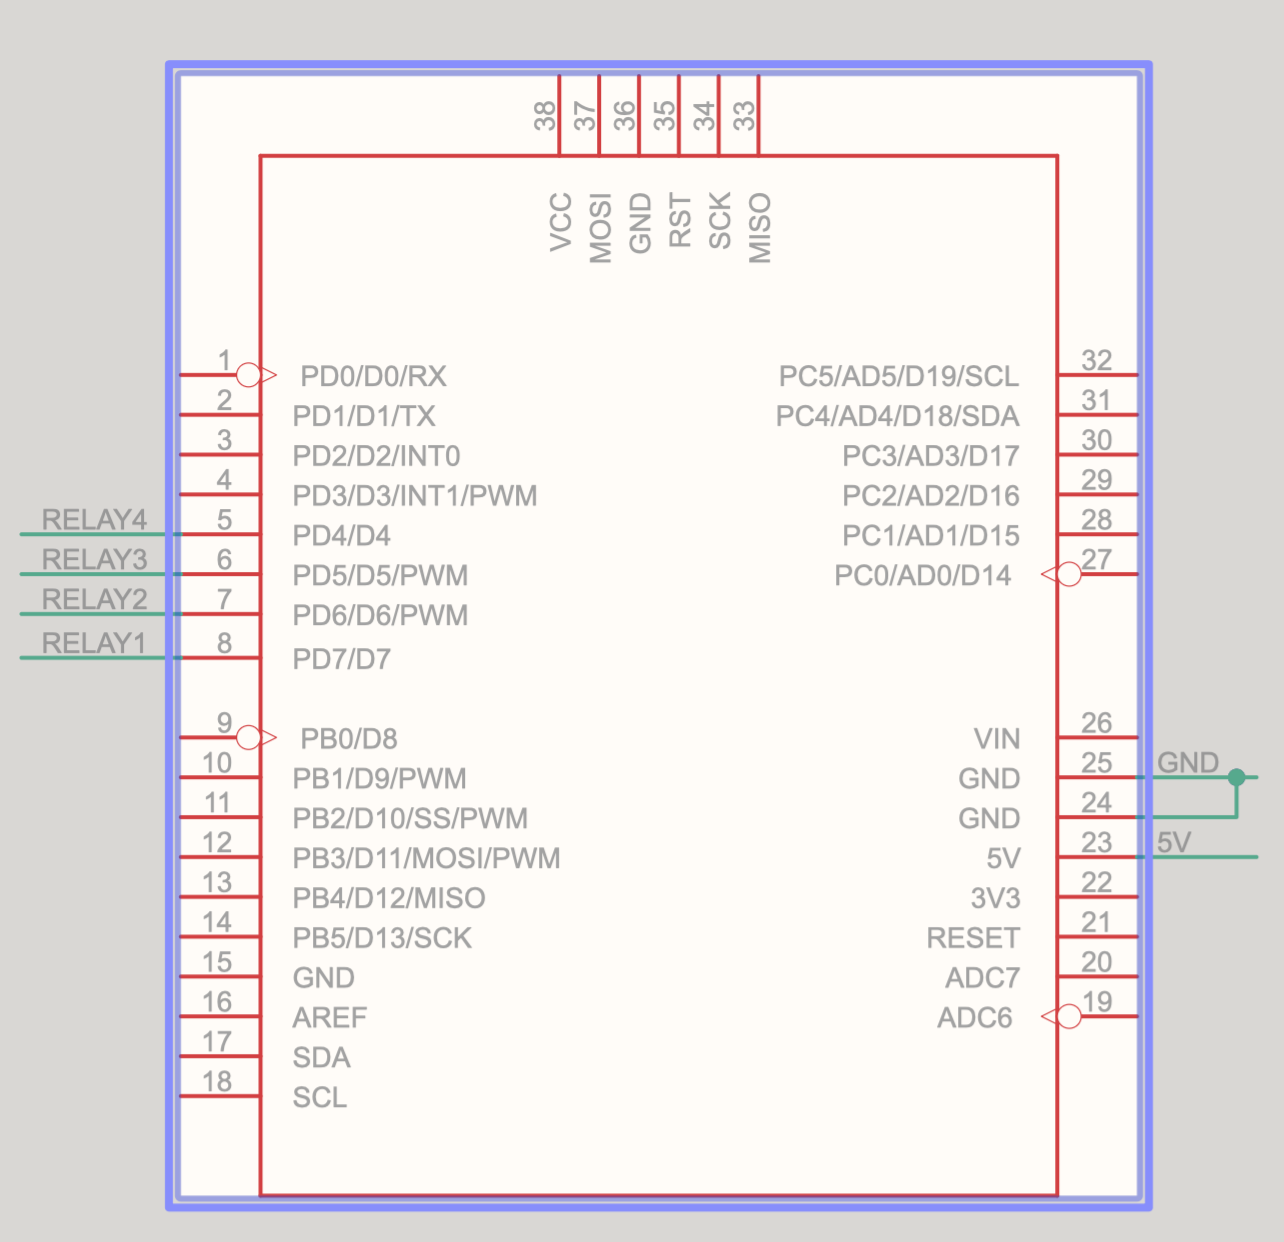 38 37 36 35 34 33
VCC MOSI GND RST SCK MISO
1 PD0/D0/RX
2 PD1/D1/TX
3 PD2/D2/INT0
4 PD3/D3/INT1/PWM
RELAY4 5 PD4/D4
RELAY3 6 PD5/D5/PWM
RELAY2 7 PD6/D6/PWM
RELAY1 8 PD7/D7
9 PB0/D8
10 PB1/D9/PWM
11 PB2/D10/SS/PWM
12 PB3/D11/MOSI/PWM
13 PB4/D12/MISO
14 PB5/D13/SCK
15 GND
16 AREF
17 SDA
18 SCL
PC5/AD5/D19/SCL 32
PC4/AD4/D18/SDA 31
PC3/AD3/D17 30
PC2/AD2/D16 29
PC1/AD1/D15 28
PC0/AD0/D14 27
VIN 26
GND 25 GND
GND 24
5V 23 5V
3V3 22
RESET 21
ADC7 20
ADC6 19